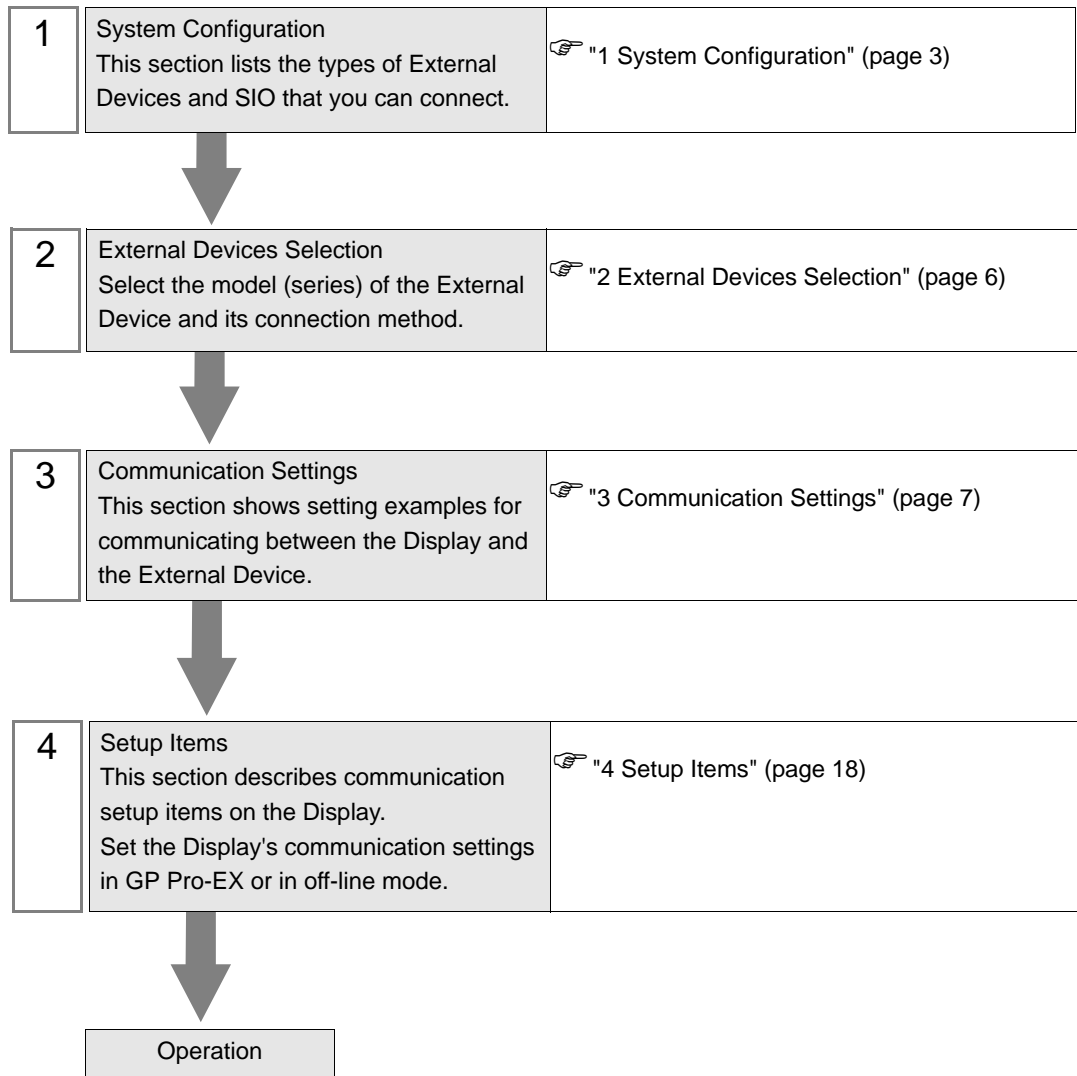 1
System Configuration
This section lists the types of External
Devices and SIO that you can connect.
☞ "1 System Configuration" (page 3)
2
External Devices Selection
Select the model (series) of the External
Device and its connection method.
☞ "2 External Devices Selection" (page 6)
3
Communication Settings
This section shows setting examples for
communicating between the Display and
the External Device.
☞ "3 Communication Settings" (page 7)
4
Setup Items
This section describes communication
setup items on the Display.
Set the Display's communication settings
in GP Pro-EX or in off-line mode.
☞ "4 Setup Items" (page 18)
Operation